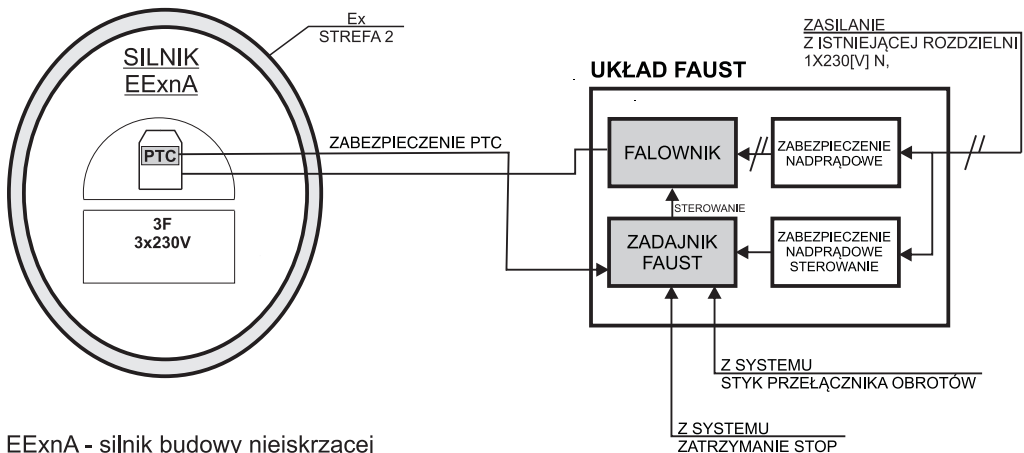 Ex
STREFA 2
SILNIK
EExnA
PTC
3F
3x230V
ZABEZPIECZENIE PTC
UKŁAD FAUST
ZASILANIE
Z ISTNIEJĄCEJ ROZDZIELNI
1X230[V] N,
FALOWNIK
ZABEZPIECZENIE
NADPRĄDOWE
STEROWANIE
ZADAJNIK
FAUST
ZABEZPIECZENIE
NADPRĄDOWE
STEROWANIE
Z SYSTEMU
STYK PRZEŁĄCZNIKA OBROTÓW
Z SYSTEMU
ZATRZYMANIE STOP
EExnA - silnik budowy nieiskrzącej